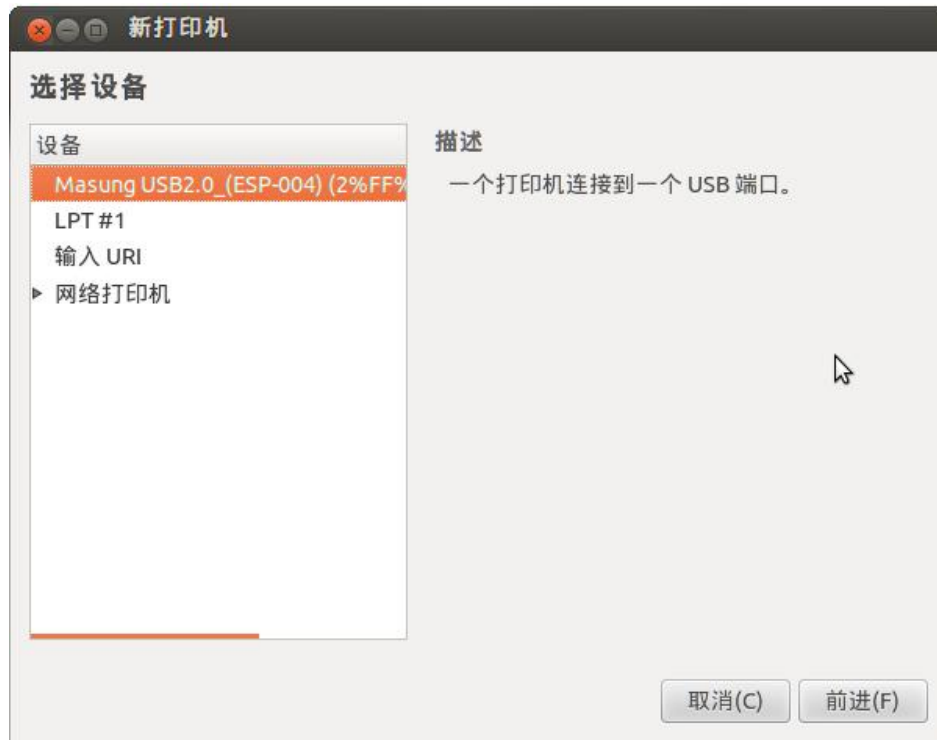 新打印机
选择设备
设备
描述
Masung USB2.0_(ESP-004) (2%FF%
一个打印机连接到一个 USB 端口。
LPT #1
输入 URI
网络打印机
取消(C)
前进(F)